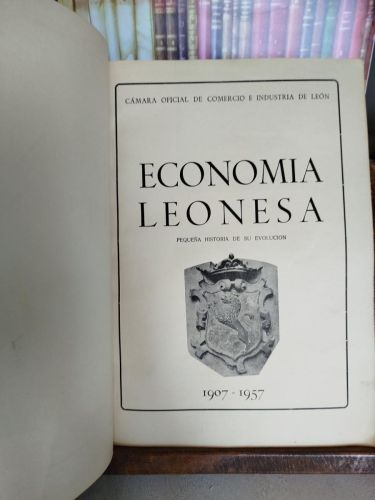 CÁMARA OFICIAL DE COMERCIO E INDUSTRIA DE LEÓN
ECONOMIA
LEONESA
PEQUEÑA HISTORIA DE SU EVOLUCION
1907 - 1957